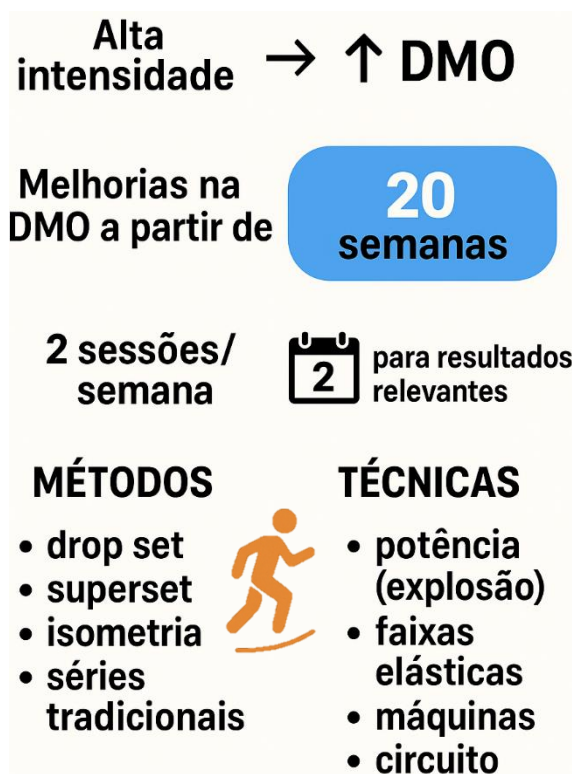 Alta
intensidade → ↑ DMO
Melhorias na
DMO a partir de
20
semanas
2 sessões/
semana
2
para resultados
relevantes
MÉTODOS
• drop set
• superset
• isometria
• séries
tradicionais
TÉCNICAS
• potência
(explosão)
• faixas
elásticas
• máquinas
• circuito